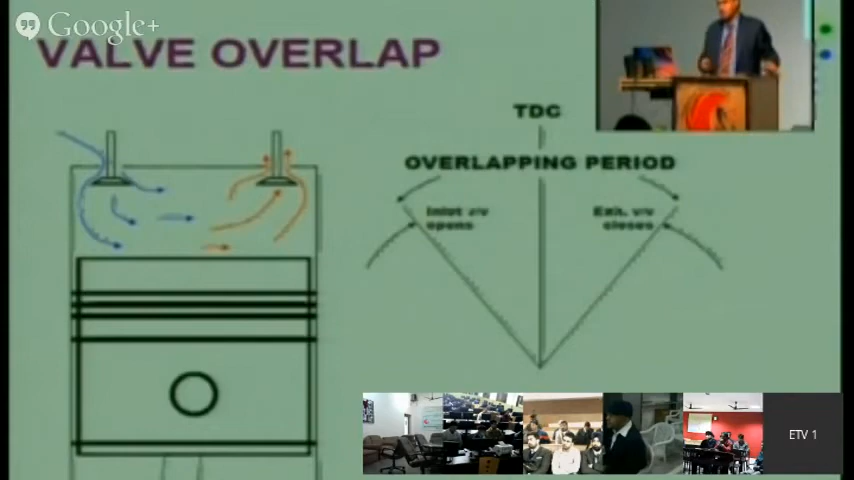 Google+
VALVE OVERLAP
TDC
OVERLAPPING PERIOD
Inlet v/v
opens
Exh. v/v
closes
ETV 1